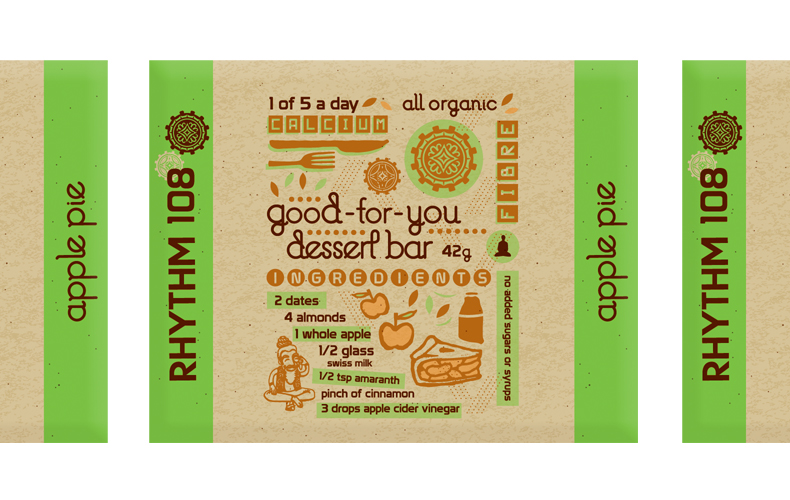 apple pie
RHYTHM 108
1 of 5 a day
all organic
CALCIUM
FIBRE
good-for-you
dessert bar 42g
INGREDIENTS
2 dates
4 almonds
1 whole apple
1/2 glass
swiss milk
1/2 tsp amaranth
pinch of cinnamon
3 drops apple cider vinegar
no added sugars or syrups
apple pie
RHYTHM 108